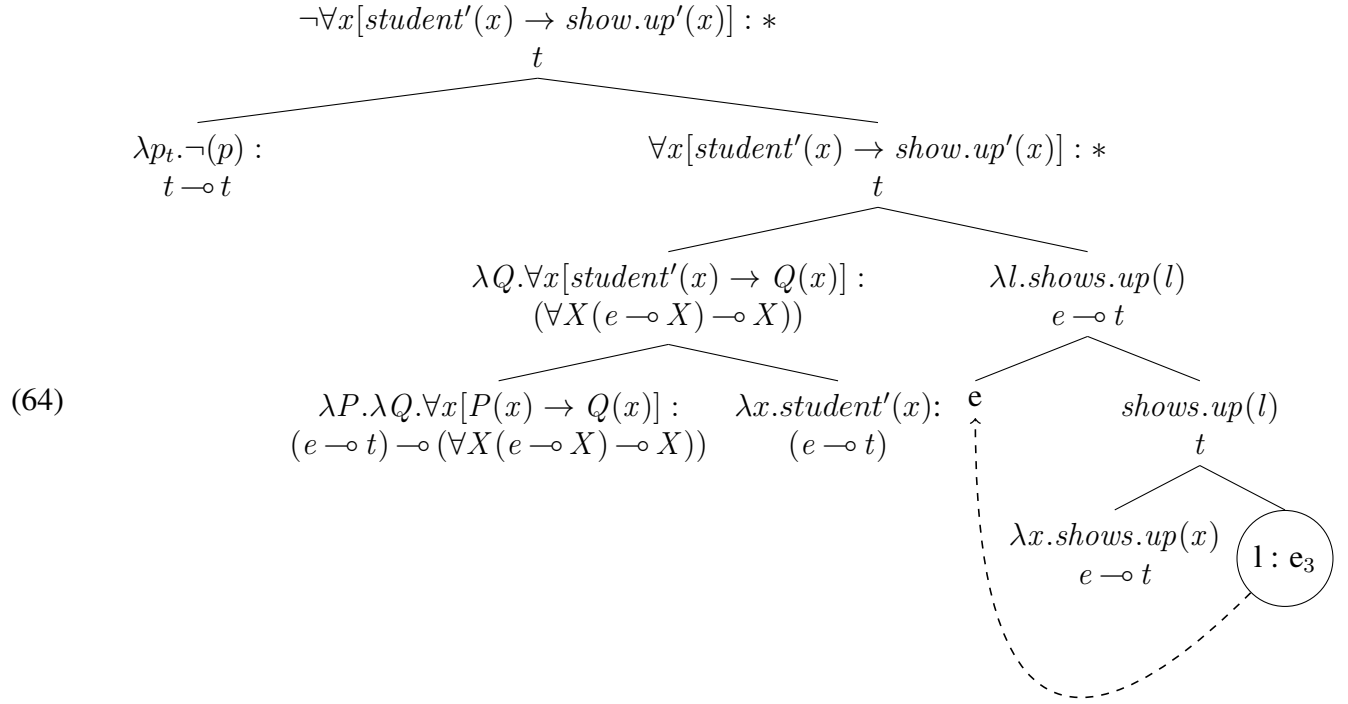 ¬∀x[student′(x) → show.up′(x)] : ∗
t
λp_t.¬(p) : ∀x[student′(x) → show.up′(x)] : ∗
t ⊸ t t
λQ.∀x[student′(x) → Q(x)] : λl.shows.up(l)
(∀X(e ⊸ X) ⊸ X)) e ⊸ t
(64) λP.λQ.∀x[P(x) → Q(x)] : λx.student′(x): e shows.up(l)
(e ⊸ t) ⊸ (∀X(e ⊸ X) ⊸ X)) (e ⊸ t) t
λx.shows.up(x) l : e₃
e ⊸ t